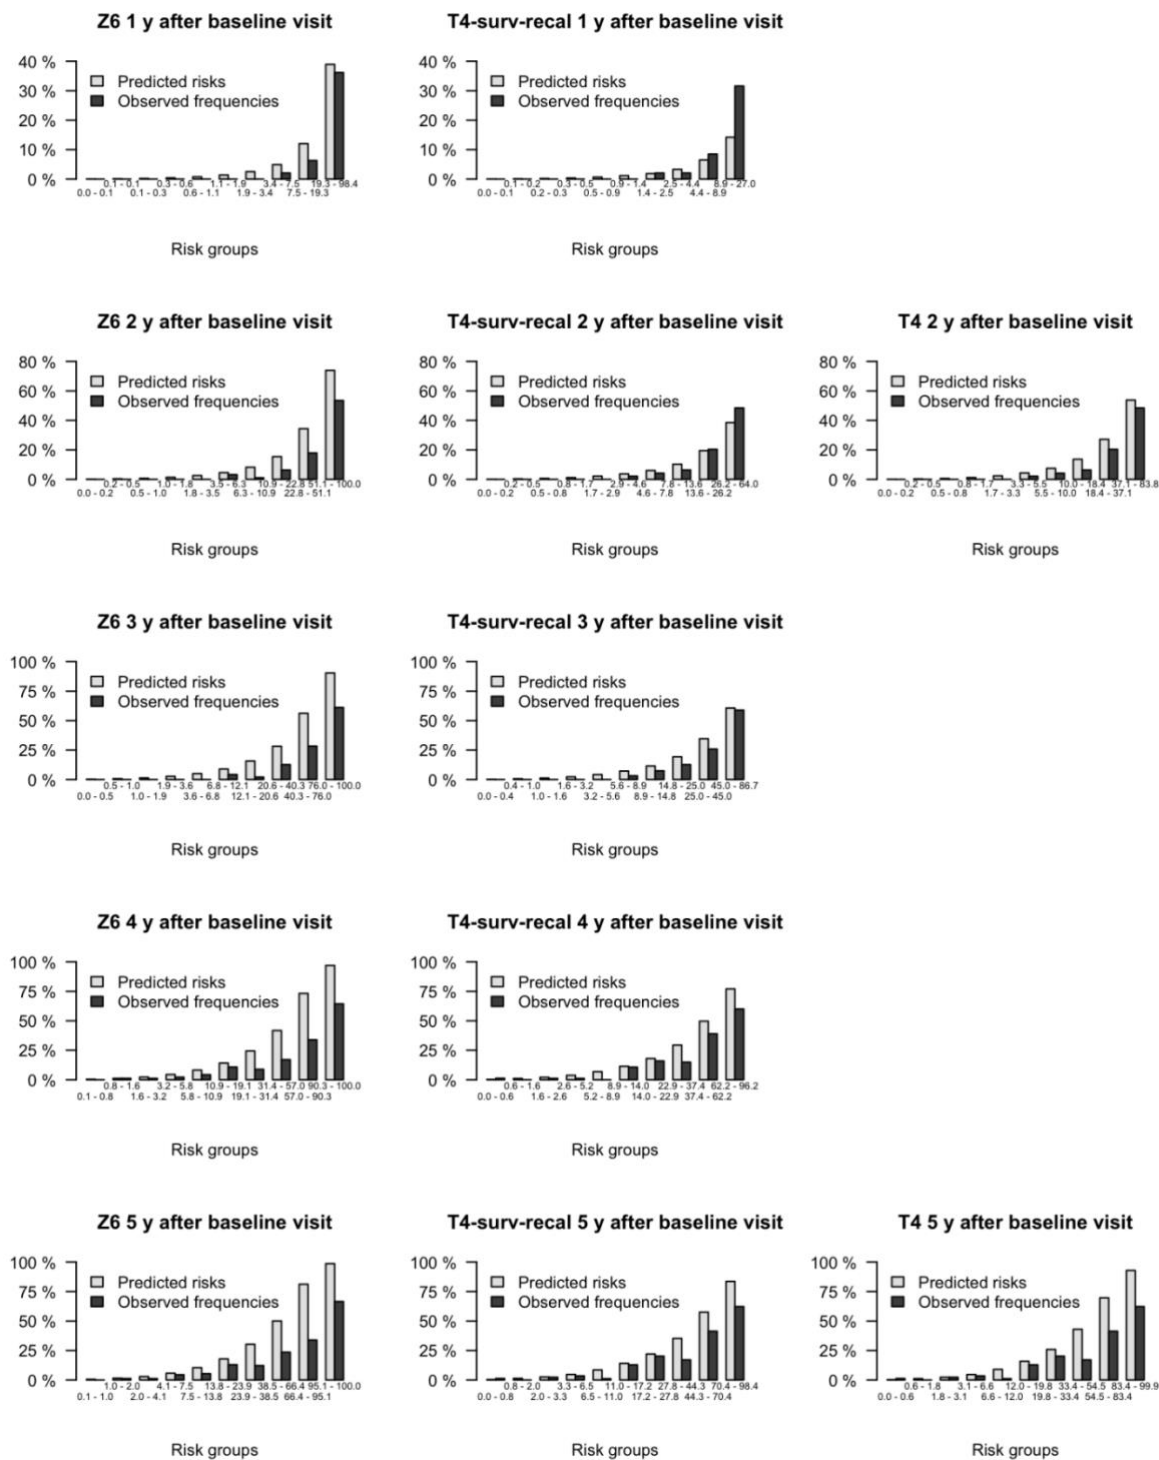 Z6 1 y after baseline visit
40 %
30 %
20 %
10 %
0 %
Predicted risks
Observed frequencies
0.1 - 0.1 0.3 - 0.6 1.1 - 1.9 3.4 - 7.5 19.3 - 98.4
0.0 - 0.1 0.1 - 0.3 0.6 - 1.1 1.9 - 3.4 7.5 - 19.3
Risk groups
T4-surv-recal 1 y after baseline visit
40 %
30 %
20 %
10 %
0 %
Predicted risks
Observed frequencies
0.1 - 0.2 0.3 - 0.5 0.9 - 1.4 2.5 - 4.4 8.9 - 27.0
0.0 - 0.1 0.2 - 0.3 0.5 - 0.9 1.4 - 2.5 4.4 - 8.9
Risk groups
Z6 2 y after baseline visit
80 %
60 %
40 %
20 %
0 %
Predicted risks
Observed frequencies
0.2 - 0.5 1.0 - 1.8 3.5 - 6.3 10.9 - 22.8 51.1 - 100.0
0.0 - 0.2 0.5 - 1.0 1.8 - 3.5 6.3 - 10.9 22.8 - 51.1
Risk groups
T4-surv-recal 2 y after baseline visit
80 %
60 %
40 %
20 %
0 %
Predicted risks
Observed frequencies
0.2 - 0.5 0.8 - 1.7 2.9 - 4.6 7.8 - 13.6 26.2 - 64.0
0.0 - 0.2 0.5 - 0.8 1.7 - 2.9 4.6 - 7.8 13.6 - 26.2
Risk groups
T4 2 y after baseline visit
80 %
60 %
40 %
20 %
0 %
Predicted risks
Observed frequencies
0.2 - 0.5 0.8 - 1.7 3.3 - 5.5 10.0 - 18.4 37.1 - 83.8
0.0 - 0.2 0.5 - 0.8 1.7 - 3.3 5.5 - 10.0 18.4 - 37.1
Risk groups
Z6 3 y after baseline visit
100 %
75 %
50 %
25 %
0 %
Predicted risks
Observed frequencies
0.5 - 1.0 1.9 - 3.6 6.8 - 12.1 20.6 - 40.3 76.0 - 100.0
0.0 - 0.5 1.0 - 1.9 3.6 - 6.8 12.1 - 20.6 40.3 - 76.0
Risk groups
T4-surv-recal 3 y after baseline visit
100 %
75 %
50 %
25 %
0 %
Predicted risks
Observed frequencies
0.4 - 1.0 1.6 - 3.2 5.6 - 8.9 14.8 - 25.0 45.0 - 86.7
0.0 - 0.4 1.0 - 1.6 3.2 - 5.6 8.9 - 14.8 25.0 - 45.0
Risk groups
Z6 4 y after baseline visit
100 %
75 %
50 %
25 %
0 %
Predicted risks
Observed frequencies
0.8 - 1.6 3.2 - 5.8 10.9 - 19.1 31.4 - 57.0 90.3 - 100.0
0.1 - 0.8 1.6 - 3.2 5.8 - 10.9 19.1 - 31.4 57.0 - 90.3
Risk groups
T4-surv-recal 4 y after baseline visit
100 %
75 %
50 %
25 %
0 %
Predicted risks
Observed frequencies
0.6 - 1.6 2.6 - 5.2 8.9 - 14.0 22.9 - 37.4 62.2 - 96.2
0.0 - 0.6 1.6 - 2.6 5.2 - 8.9 14.0 - 22.9 37.4 - 62.2
Risk groups
Z6 5 y after baseline visit
100 %
75 %
50 %
25 %
0 %
Predicted risks
Observed frequencies
1.0 - 2.0 4.1 - 7.5 13.8 - 23.9 38.5 - 66.4 95.1 - 100.0
0.1 - 1.0 2.0 - 4.1 7.5 - 13.8 23.9 - 38.5 66.4 - 95.1
Risk groups
T4-surv-recal 5 y after baseline visit
100 %
75 %
50 %
25 %
0 %
Predicted risks
Observed frequencies
0.8 - 2.0 3.3 - 6.5 11.0 - 17.2 27.8 - 44.3 70.4 - 98.4
0.0 - 0.8 2.0 - 3.3 6.5 - 11.0 17.2 - 27.8 44.3 - 70.4
Risk groups
T4 5 y after baseline visit
100 %
75 %
50 %
25 %
0 %
Predicted risks
Observed frequencies
0.6 - 1.8 3.1 - 6.6 12.0 - 19.8 33.4 - 54.5 83.4 - 99.9
0.0 - 0.6 1.8 - 3.1 6.6 - 12.0 19.8 - 33.4 54.5 - 83.4
Risk groups